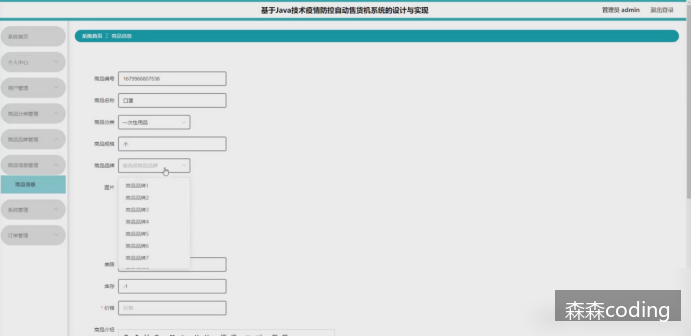 基于Java技术疫情防控自动售货机系统的设计与实现
管理员 admin
退出登录
系统首页
系统首页 : 商品信息
个人中心
用户管理
商品分类管理
商品品牌管理
商品信息管理
商品信息
系统管理
订单管理
商品编号 1679966807536
商品名称 口罩
商品分类 一次性用品
商品规格 小
商品品牌 请选择商品品牌
图片
商品品牌1
商品品牌2
商品品牌3
商品品牌4
商品品牌5
商品品牌6
商品品牌7
库存 -1
* 价格 价格
商品介绍
森森coding